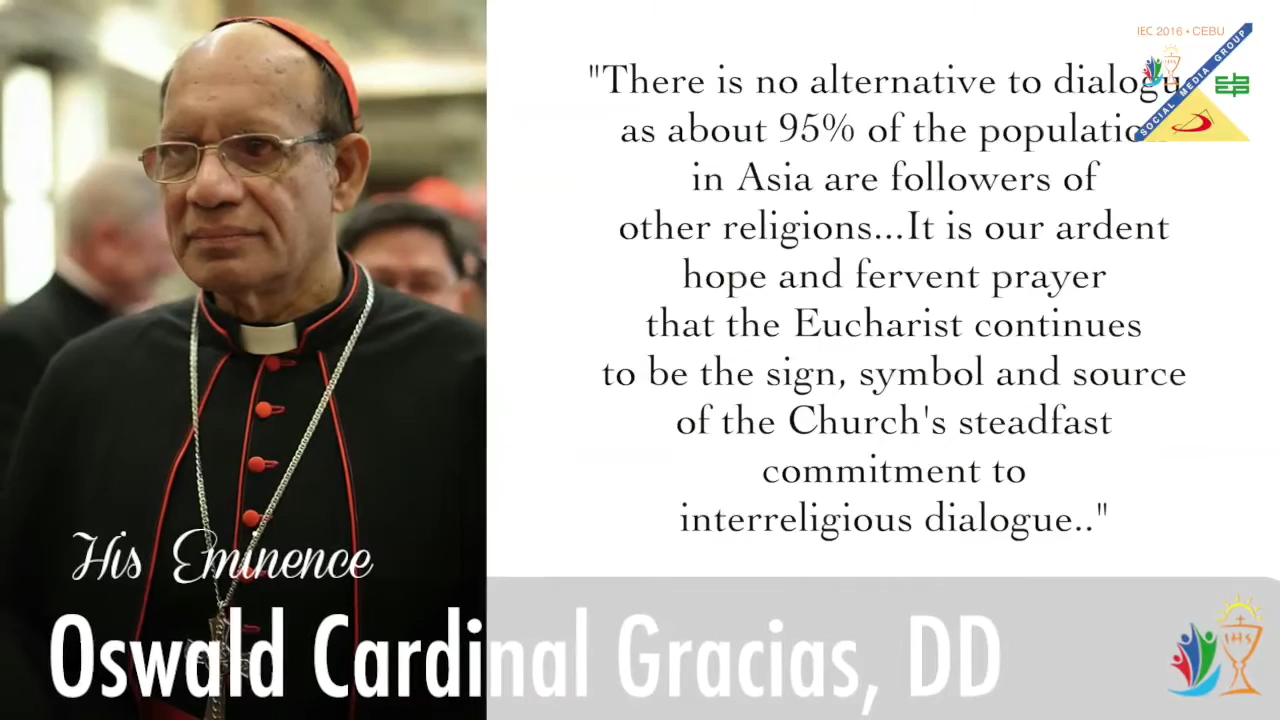 IEC 2016 • CEBU
SOCIAL MEDIA GROUP
"There is no alternative to dialogu
as about 95% of the populatio
in Asia are followers of
other religions...It is our ardent
hope and fervent prayer
that the Eucharist continues
to be the sign, symbol and source
of the Church's steadfast
commitment to
interreligious dialogue.."
His Eminence
Oswald Cardinal Gracias, DD
IHS